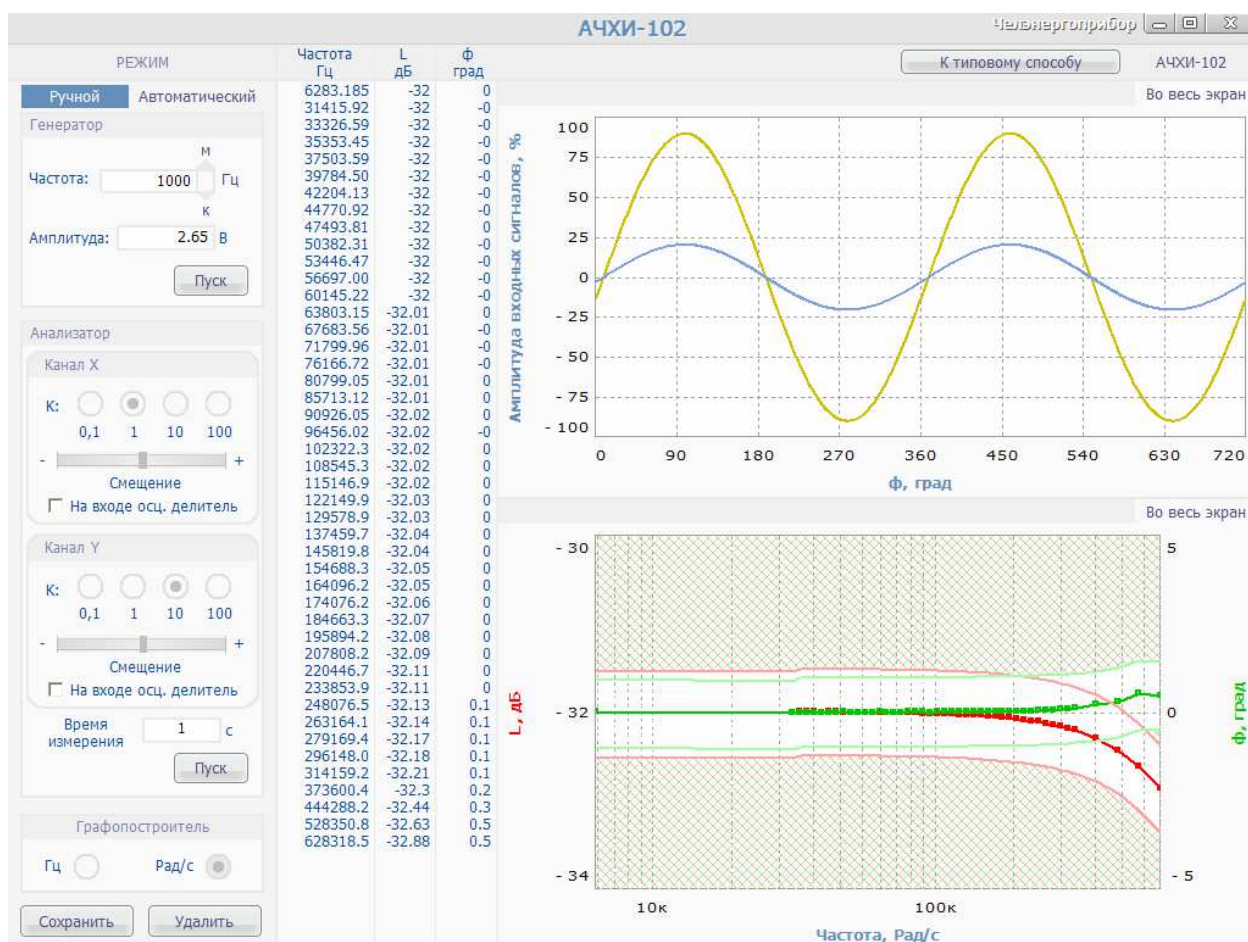 АЧХИ-102
Челэнергоприбор
РЕЖИМ
Частота Гц L дБ ф град
К типовому способу АЧХИ-102
Ручной Автоматический
Во весь экран
Генератор
м
Частота: 1000 Гц
к
Амплитуда: 2.65 В
Пуск
Анализатор
Канал X
К:
0,1 1 10 100
- +
Смещение
На входе осц. делитель
Канал Y
К:
0,1 1 10 100
- +
Смещение
На входе осц. делитель
Время измерения 1 с
Пуск
Графопостроитель
Гц Рад/с
Сохранить Удалить
6283.185 -32 0
31415.92 -32 -0
33326.59 -32 -0
35353.45 -32 -0
37503.59 -32 -0
39784.50 -32 -0
42204.13 -32 -0
44770.92 -32 -0
47493.81 -32 -0
50382.31 -32 -0
53446.47 -32 -0
56697.00 -32 -0
60145.22 -32 -0
63803.15 -32.01 0
67683.56 -32.01 -0
71799.96 -32.01 -0
76166.72 -32.01 -0
80799.05 -32.01 0
85713.12 -32.01 0
90926.05 -32.02 0
96456.02 -32.02 -0
102322.3 -32.02 0
108545.3 -32.02 0
115146.9 -32.02 0
122149.9 -32.03 0
129578.9 -32.03 0
137459.7 -32.04 0
145819.8 -32.04 0
154688.3 -32.05 0
164096.2 -32.05 0
174076.2 -32.06 0
184663.3 -32.07 0
195894.2 -32.08 0
207808.2 -32.09 0
220446.7 -32.11 0
233853.9 -32.11 0
248076.5 -32.13 0.1
263164.1 -32.14 0.1
279169.4 -32.17 0.1
296148.0 -32.18 0.1
314159.2 -32.21 0.1
373600.4 -32.3 0.2
444288.2 -32.44 0.3
528350.8 -32.63 0.5
628318.5 -32.88 0.5
Амплитуда входных сигналов, %
100
75
50
25
0
- 25
- 50
- 75
- 100
0 90 180 270 360 450 540 630 720
ф, град
Во весь экран
- 30 5
L, дБ
- 32 0
ф, град
- 34 - 5
10к 100к
Частота, Рад/с